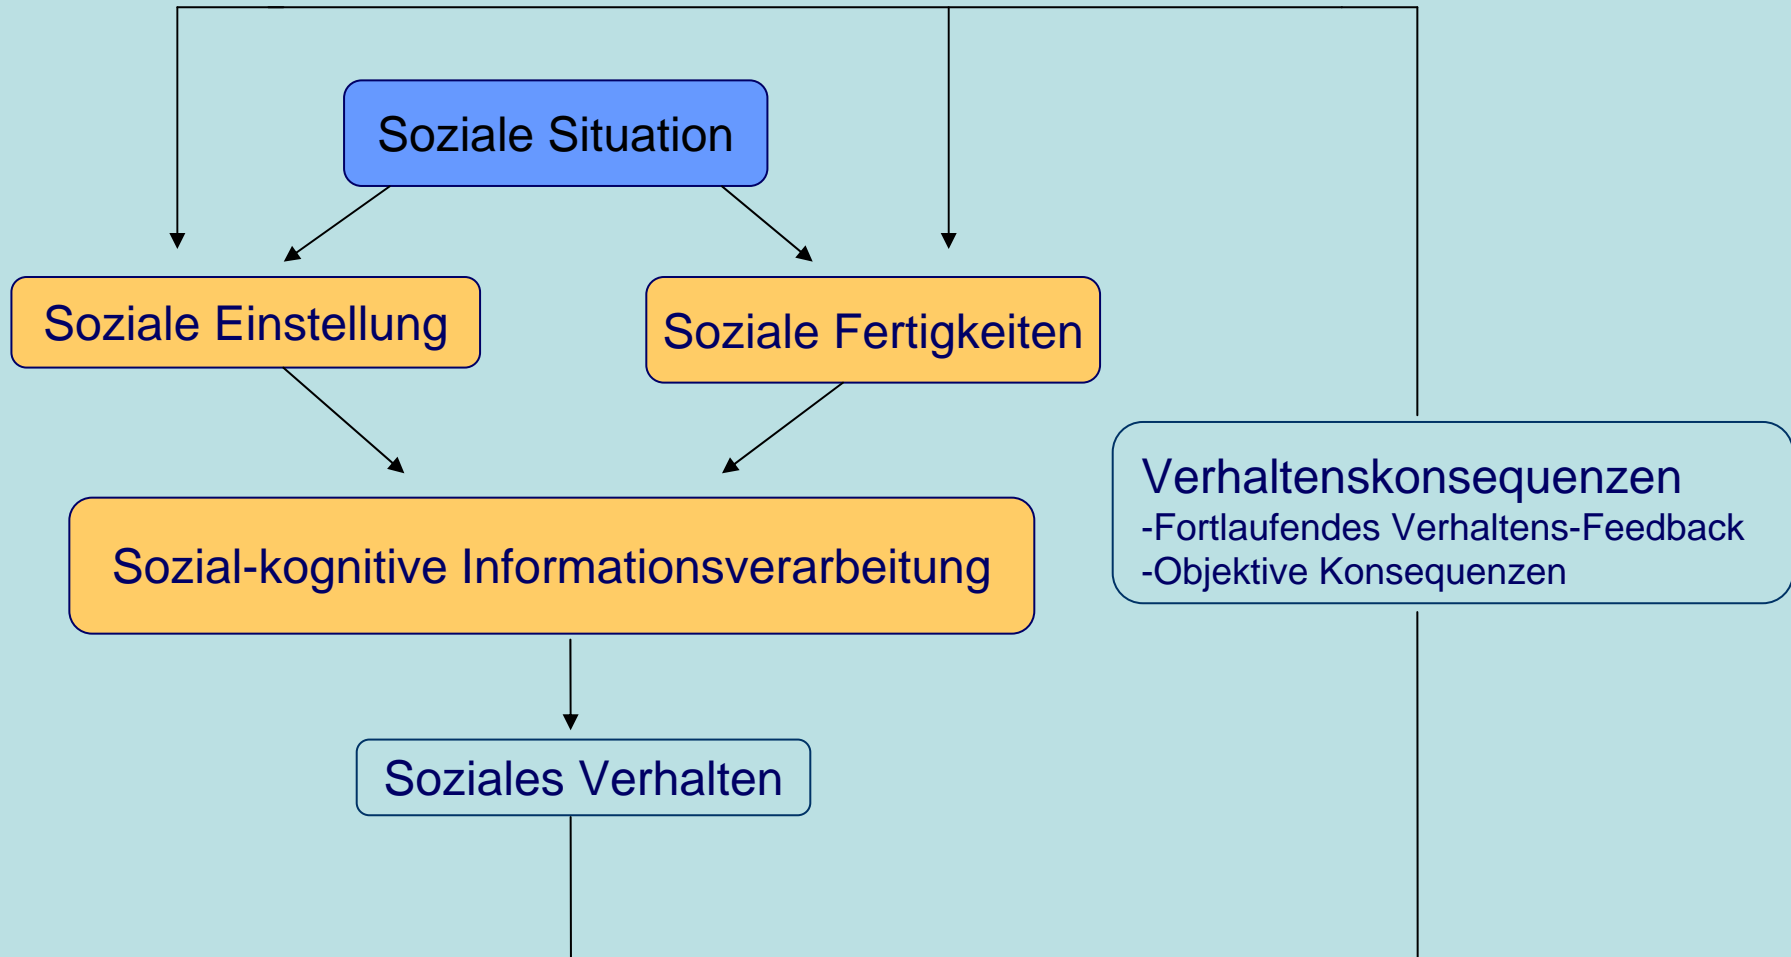 Soziale Situation
Soziale Einstellung
Soziale Fertigkeiten
Sozial-kognitive Informationsverarbeitung
Verhaltenskonsequenzen
-Fortlaufendes Verhaltens-Feedback
-Objektive Konsequenzen
Soziales Verhalten